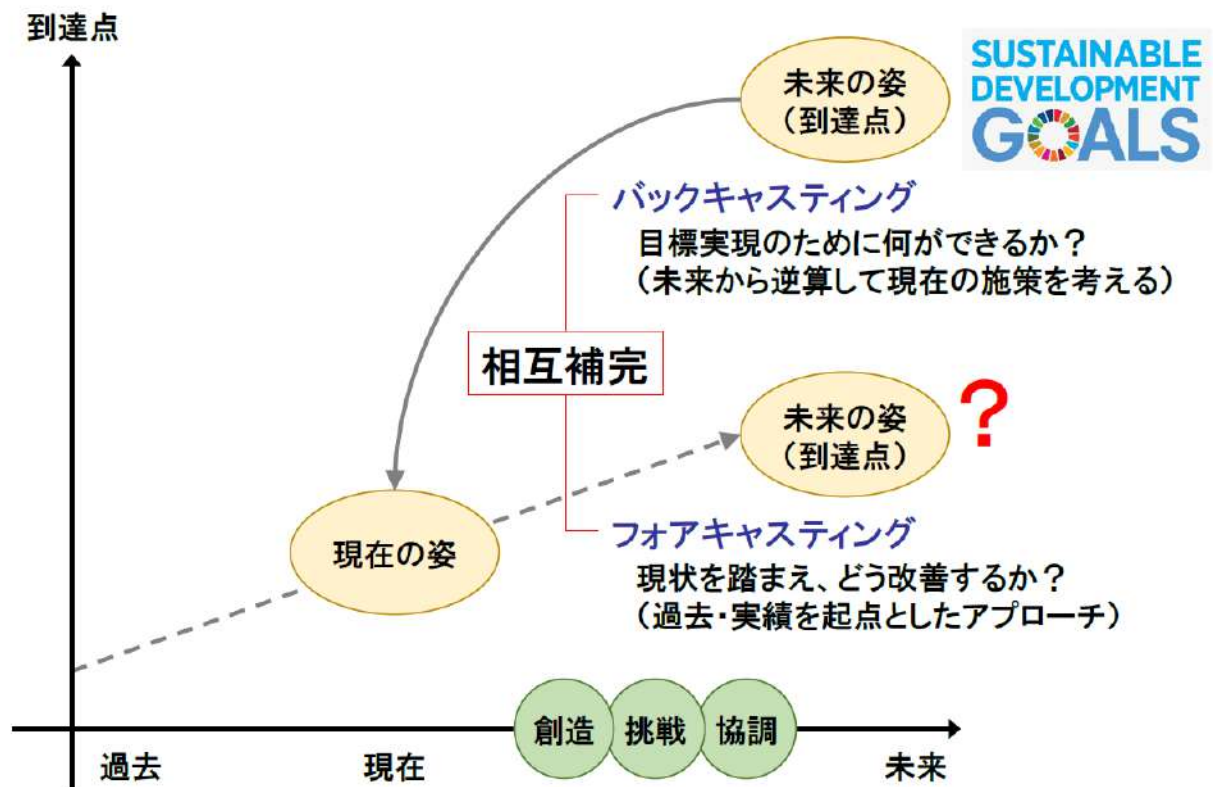 到達点
未来の姿
(到達点)
SUSTAINABLE
DEVELOPMENT
GOALS
バックキャスティング
目標実現のために何ができるか？
(未来から逆算して現在の施策を考える)
相互補完
未来の姿
(到達点)
？
現在の姿
フォアキャスティング
現状を踏まえ、どう改善するか？
(過去・実績を起点としたアプローチ)
創造
挑戦
協調
過去
現在
未来